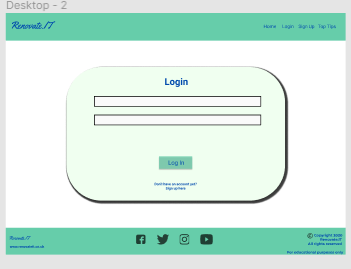 Desktop - 2
Renovate.IT
Home Login Sign Up Top Tips
Login
Log In
Don't have an account yet?
Sign up here
Renovate.IT
www.renovateit.co.uk
© Copyright 2020
Renovate.IT
All rights reserved
For educational purposes only